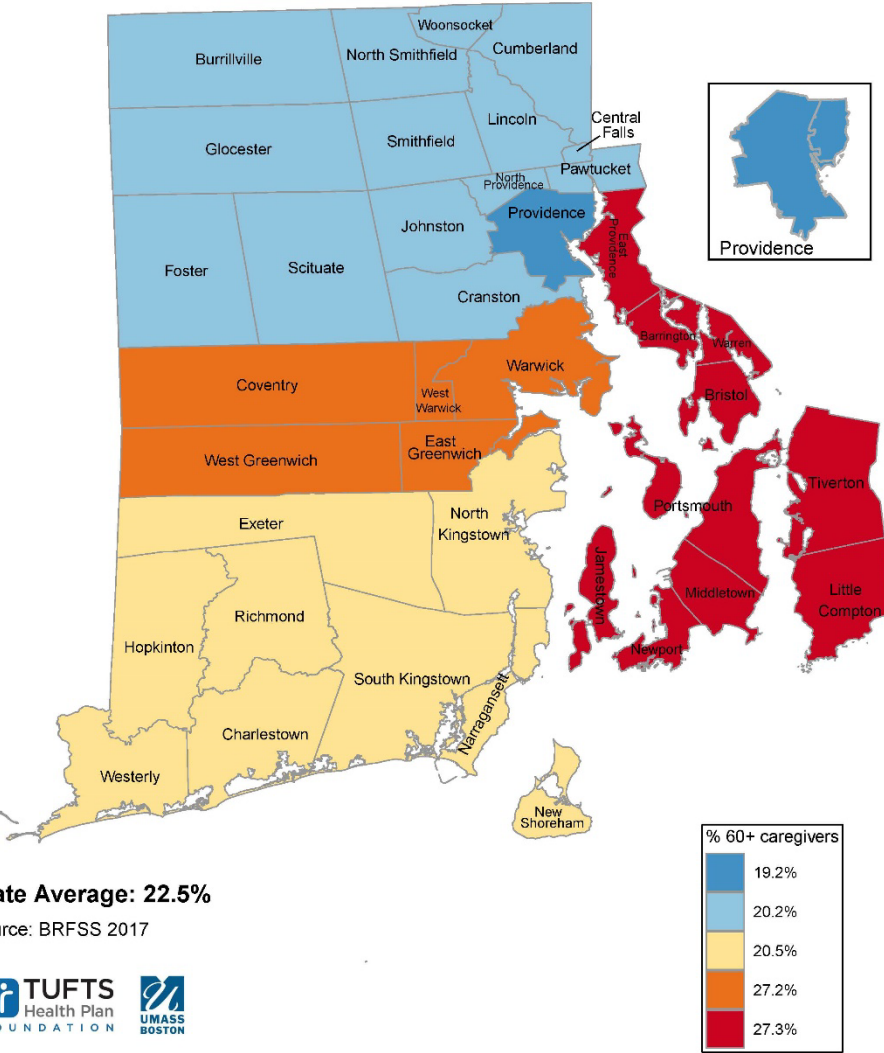 Woonsocket
Burrillville
North Smithfield
Cumberland
Lincoln
Central
Falls
Glocester
Smithfield
Pawtucket
North
Providence
Providence
Johnston
East
Providence
Foster
Scituate
Cranston
Providence
Barrington
Warren
Warwick
Coventry
West
Warwick
Bristol
East
Greenwich
West Greenwich
Tiverton
Portsmouth
Exeter
North
Kingstown
Jamestown
Middletown
Little
Compton
Richmond
Hopkinton
Newport
South Kingstown
Narragansett
Charlestown
Westerly
New
Shoreham
% 60+ caregivers
19.2%
20.2%
20.5%
27.2%
27.3%
ate Average: 22.5%
urce: BRFSS 2017
TUFTS
Health Plan
OUNDATION
UMASS
BOSTON